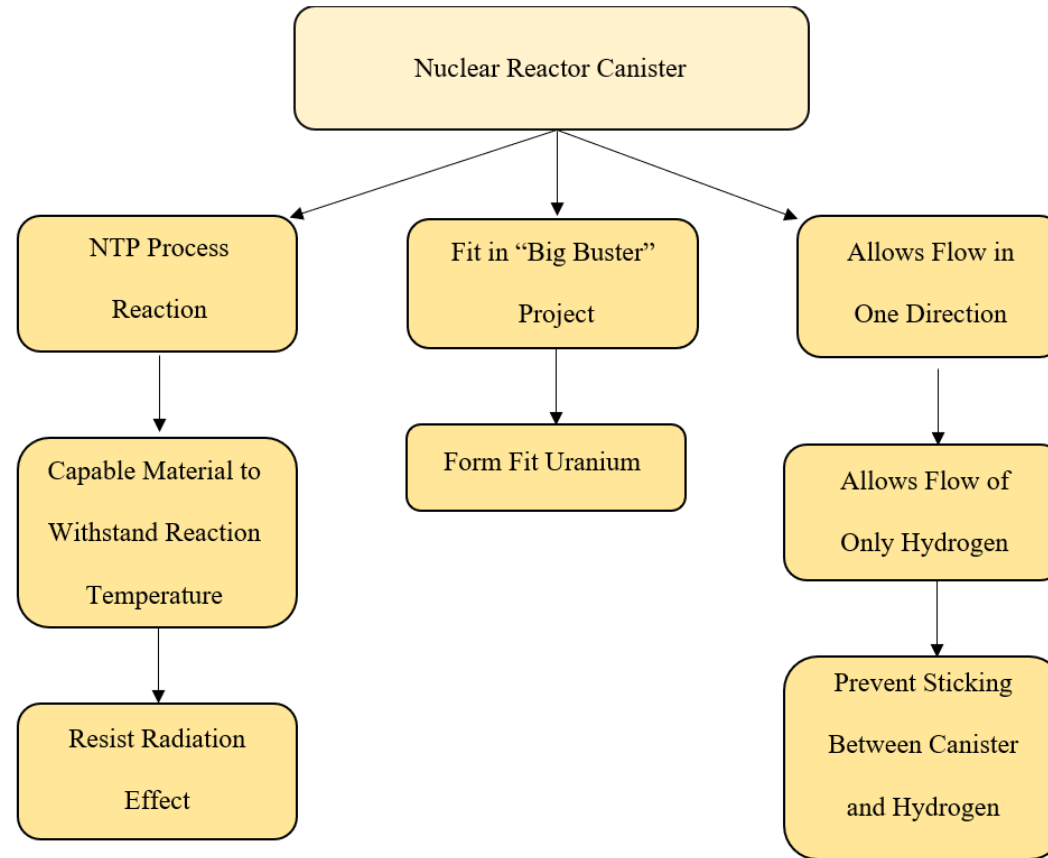 Nuclear Reactor Canister
NTP Process
Reaction
Fit in “Big Buster”
Project
Allows Flow in
One Direction
Capable Material to
Withstand Reaction
Temperature
Form Fit Uranium
Allows Flow of
Only Hydrogen
Resist Radiation
Effect
Prevent Sticking
Between Canister
and Hydrogen